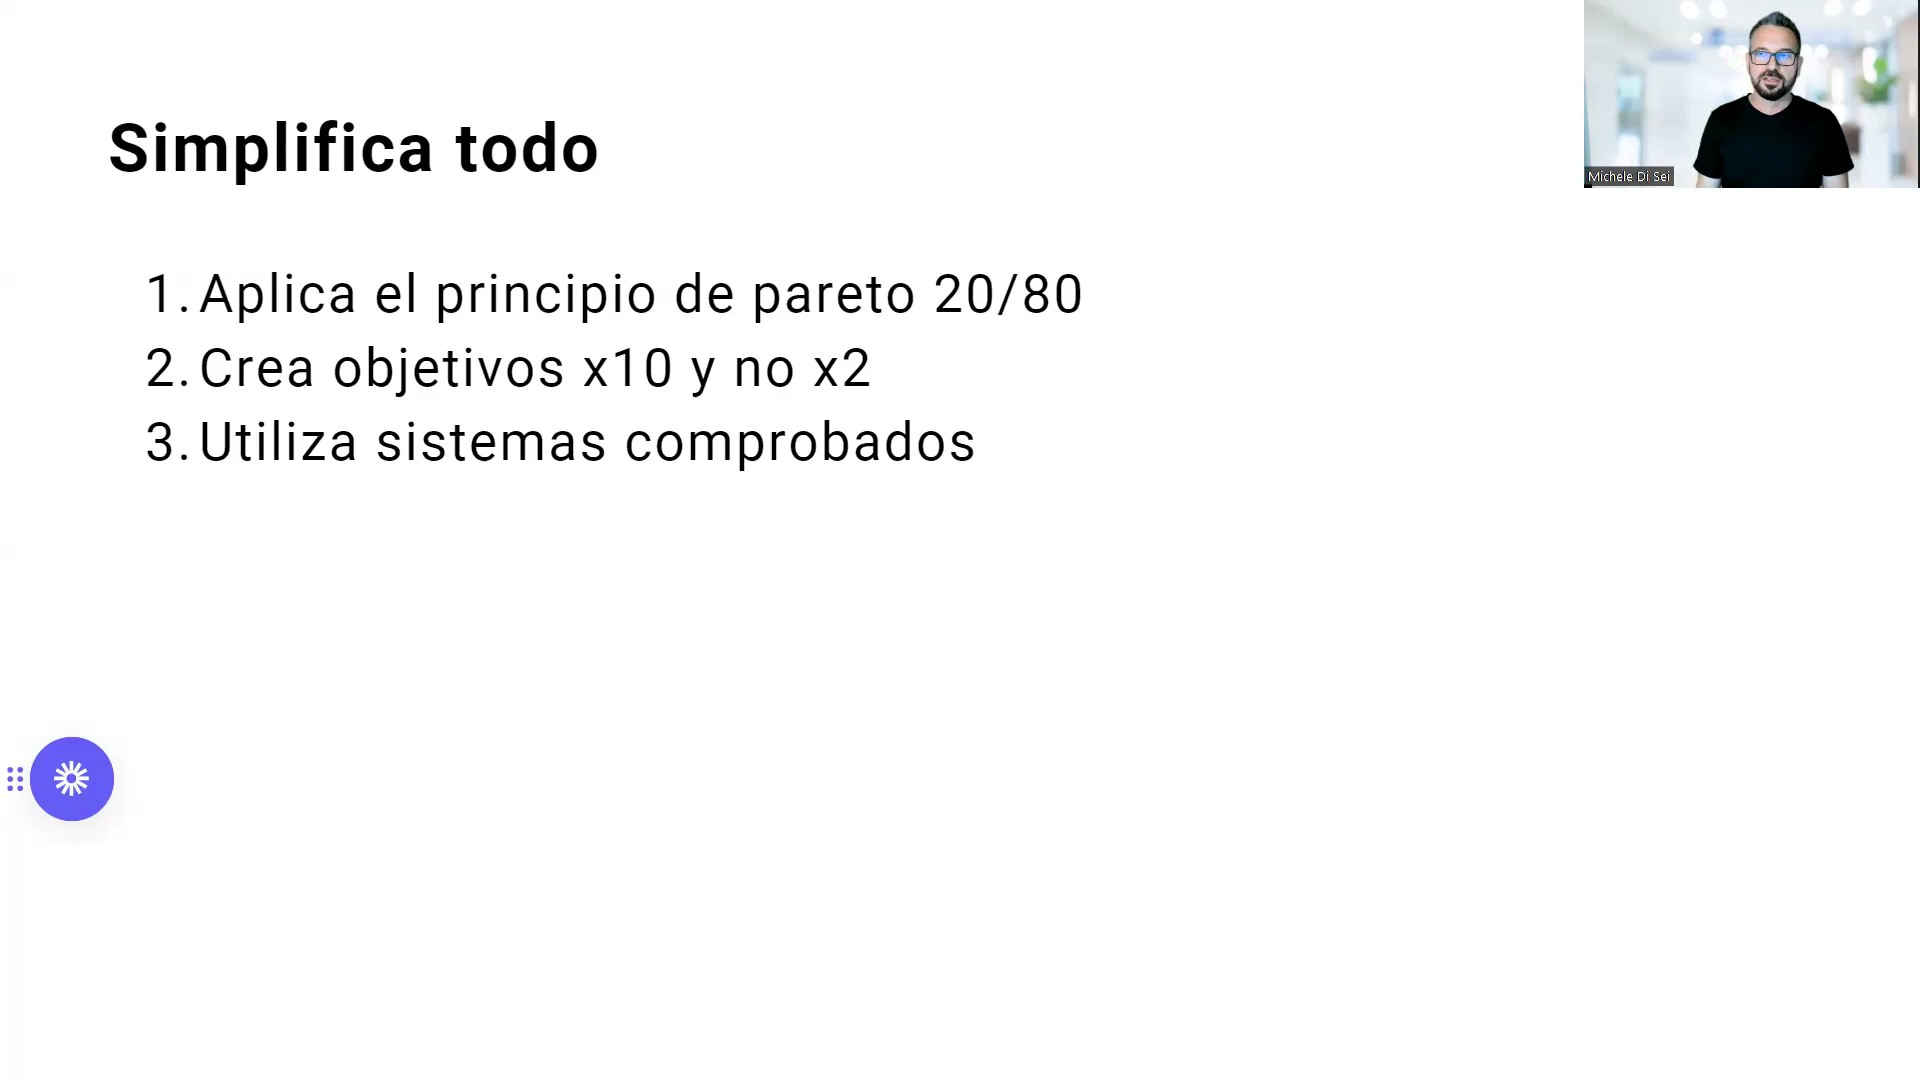 Simplifica todo
1. Aplica el principio de pareto 20/80
2. Crea objetivos x10 y no x2
3. Utiliza sistemas comprobados
Michele Di Sei